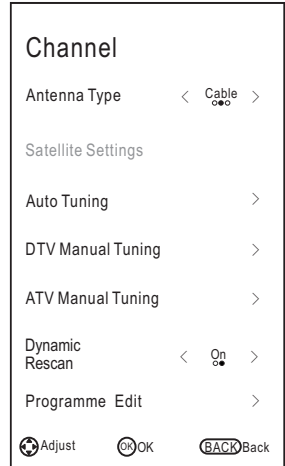 Channel
Antenna Type < Cable >
Satellite Settings
Auto Tuning >
DTV Manual Tuning >
ATV Manual Tuning >
Dynamic
Rescan < On >
Programme Edit >
Adjust OK OK BACK Back